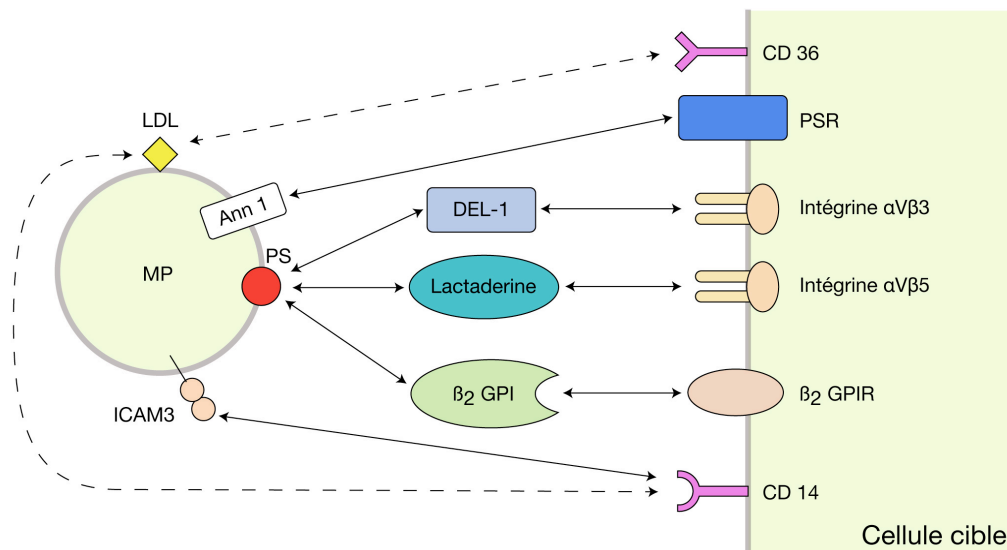 CD 36
LDL
PSR
Ann 1
DEL-1
Intégrine αVβ3
PS
MP
Lactaderine
Intégrine αVβ5
ß2 GPI
ß2 GPIR
ICAM3
CD 14
Cellule cible